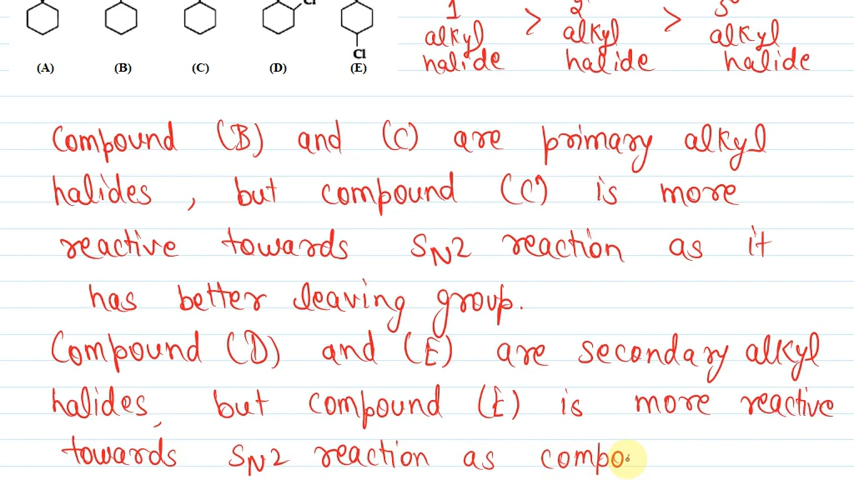 Cl
1 > 2 > 3°
alkyl alkyl alkyl
halide halide halide
Cl
(A) (B) (C) (D) (E)
Compound (B) and (C) are primary alkyl
halides, but compound (C) is more
reactive towards SN2 reaction as it
has better leaving group.
Compound (D) and (E) are secondary alkyl
halides, but compound (E) is more reactive
towards SN2 reaction as compo